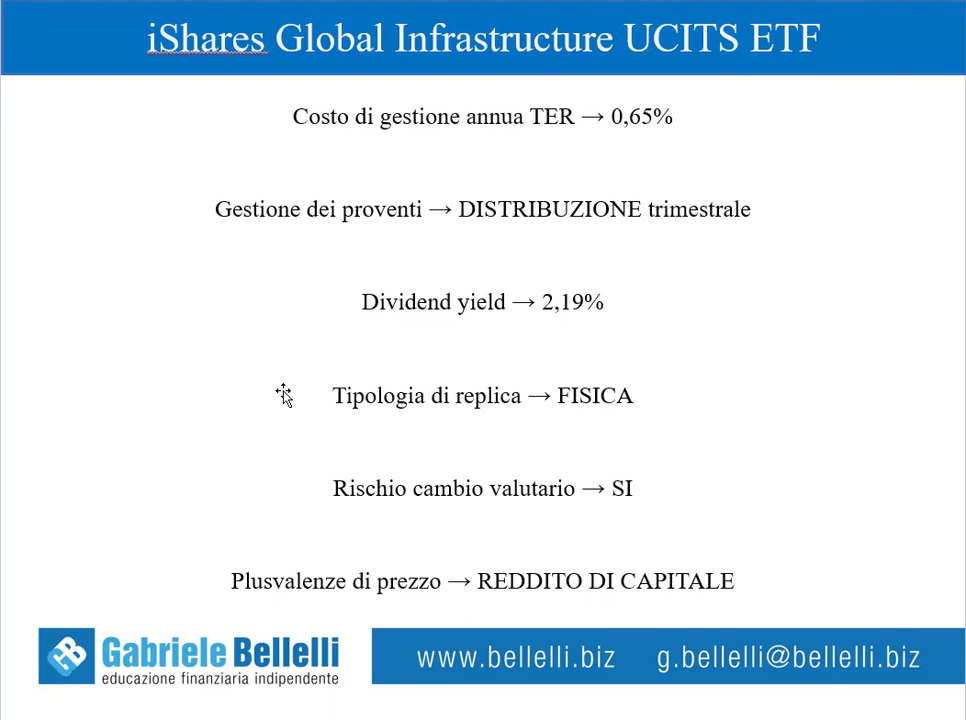 iShares Global Infrastructure UCITS ETF
Costo di gestione annua TER → 0,65%
Gestione dei proventi → DISTRIBUZIONE trimestrale
Dividend yield → 2,19%
Tipologia di replica → FISICA
Rischio cambio valutario → SI
Plusvalenze di prezzo → REDDITO DI CAPITALE
Gabriele Bellelli
educazione finanziaria indipendente
www.bellelli.biz g.bellelli@bellelli.biz